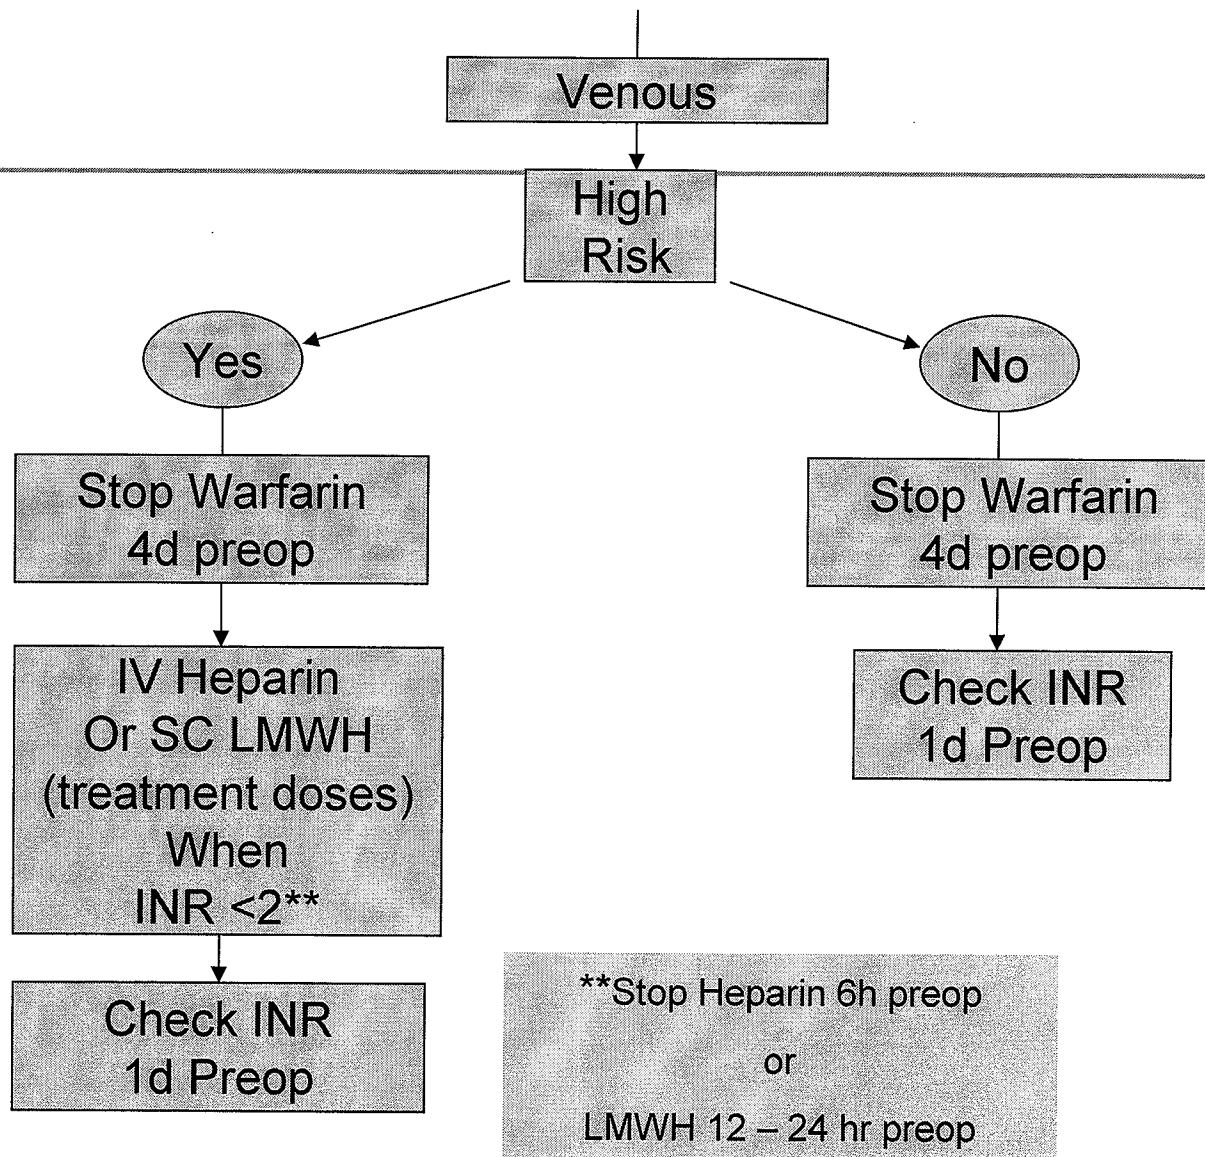 Venous
High
Risk
Yes
No
Stop Warfarin
4d preop
Stop Warfarin
4d preop
IV Heparin
Or SC LMWH
(treatment doses)
When
INR <2**
Check INR
1d Preop
Check INR
1d Preop
**Stop Heparin 6h preop
or
LMWH 12 – 24 hr preop